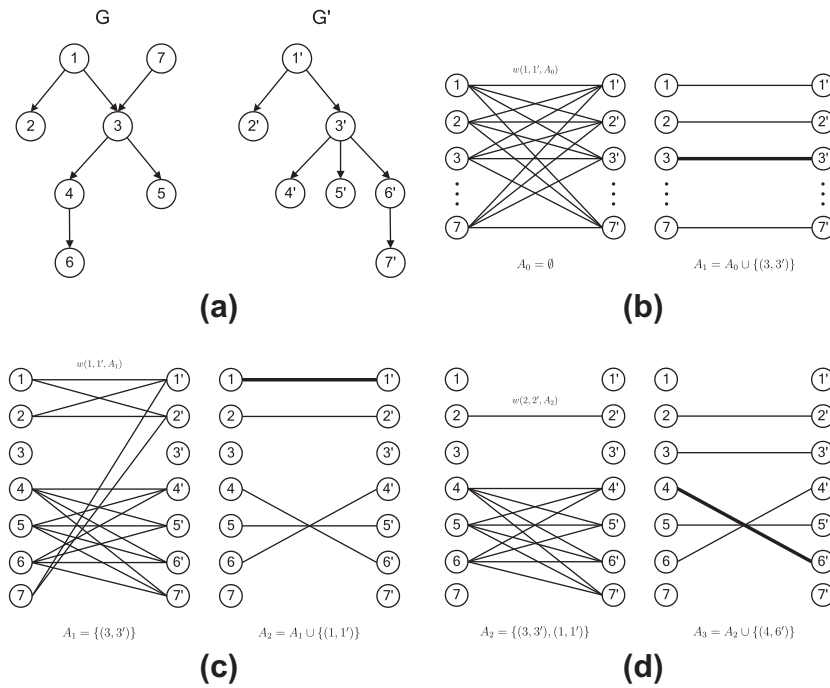 G G'
1 7 1'
2 3 2' 3'
4 5 4' 5' 6'
6 7'
(a)
w(1, 1′, A₀)
1 1' 1 1'
2 2' 2 2'
3 3' 3 3'
7 7' 7 7'
A₀ = ∅ A₁ = A₀ ∪ {(3, 3′)}
(b)
w(1, 1′, A₁)
1 1' 1 1'
2 2' 2 2'
3 3' 3 3'
4 4' 4 4'
5 5' 5 5'
6 6' 6 6'
7 7' 7 7'
A₁ = {(3, 3′)} A₂ = A₁ ∪ {(1, 1′)}
(c)
1 1' 1 1'
w(2, 2′, A₂)
2 2' 2 2'
3 3' 3 3'
4 4' 4 4'
5 5' 5 5'
6 6' 6 6'
7 7' 7 7'
A₂ = {(3, 3′), (1, 1′)} A₃ = A₂ ∪ {(4, 6′)}
(d)